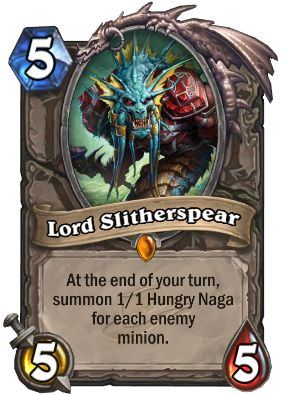 5
Lord Slitherspear
At the end of your turn,
summon 1/1 Hungry Naga
for each enemy
minion.
5
5